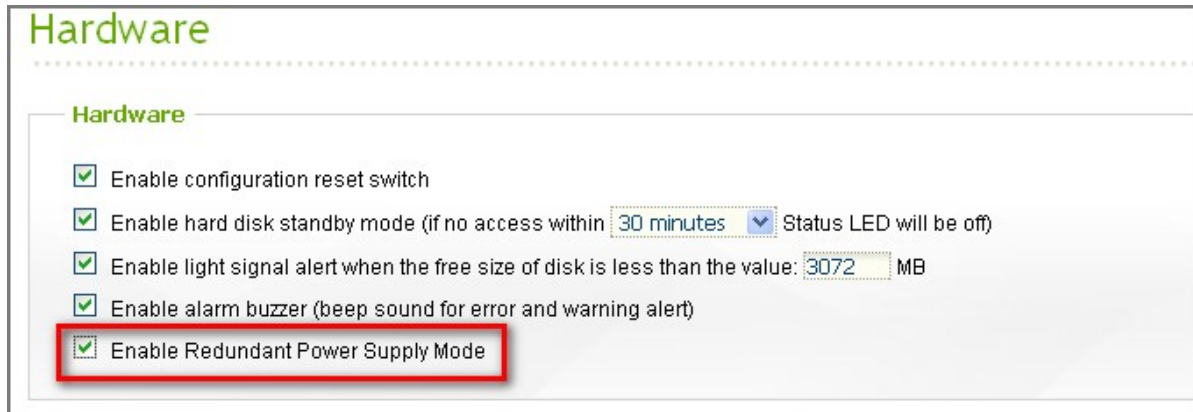 Hardware
Hardware
Enable configuration reset switch
Enable hard disk standby mode (if no access within 30 minutes Status LED will be off)
Enable light signal alert when the free size of disk is less than the value: 3072 MB
Enable alarm buzzer (beep sound for error and warning alert)
Enable Redundant Power Supply Mode